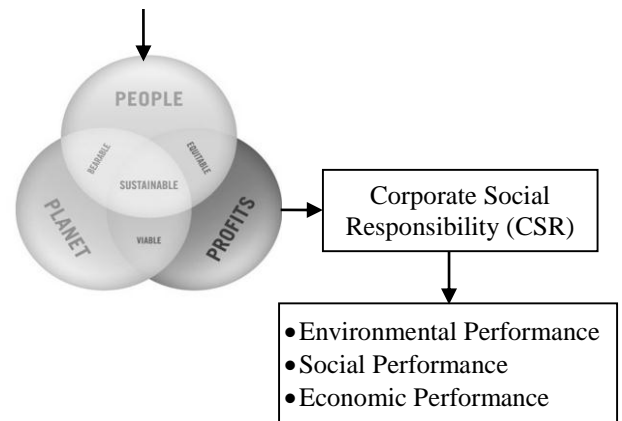 PEOPLE
BEARABLE
EQUITABLE
SUSTAINABLE
PLANET
VIABLE
PROFITS
Corporate Social
Responsibility (CSR)
•Environmental Performance
•Social Performance
•Economic Performance